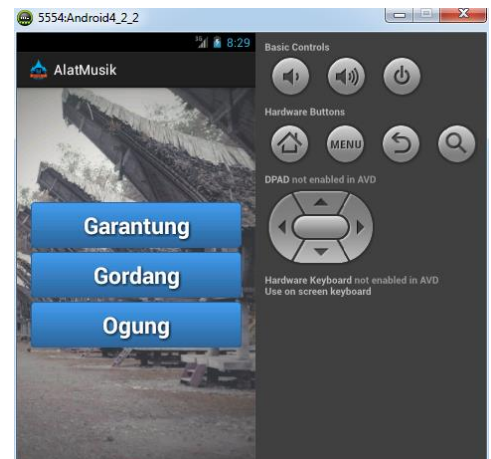 5554:Android4_2_2
3G 8:29
AlatMusik
Garantung
Gordang
Ogung
Basic Controls
Hardware Buttons
MENU
DPAD not enabled in AVD
Hardware Keyboard not enabled in AVD
Use on screen keyboard